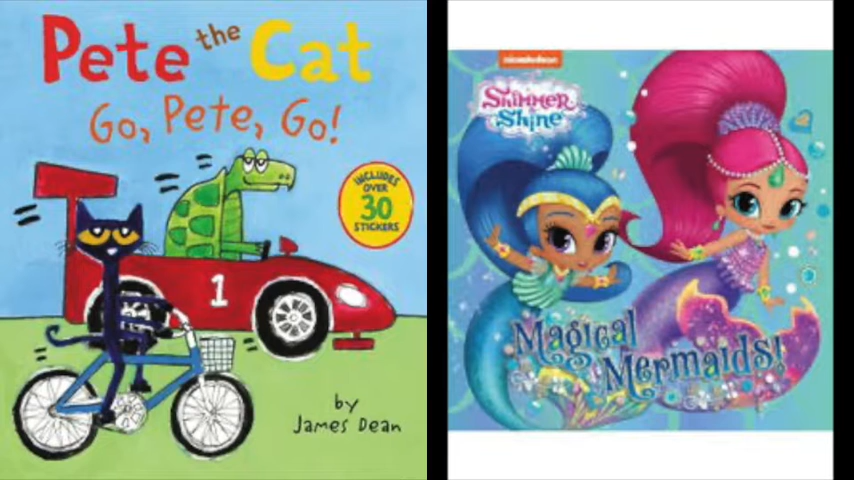 Pete the Cat
Go, Pete, Go!
INCLUDES
OVER
30
STICKERS
1
by
James Dean
nickelodeon
Shimmer
Shine
Magical
Mermaids!